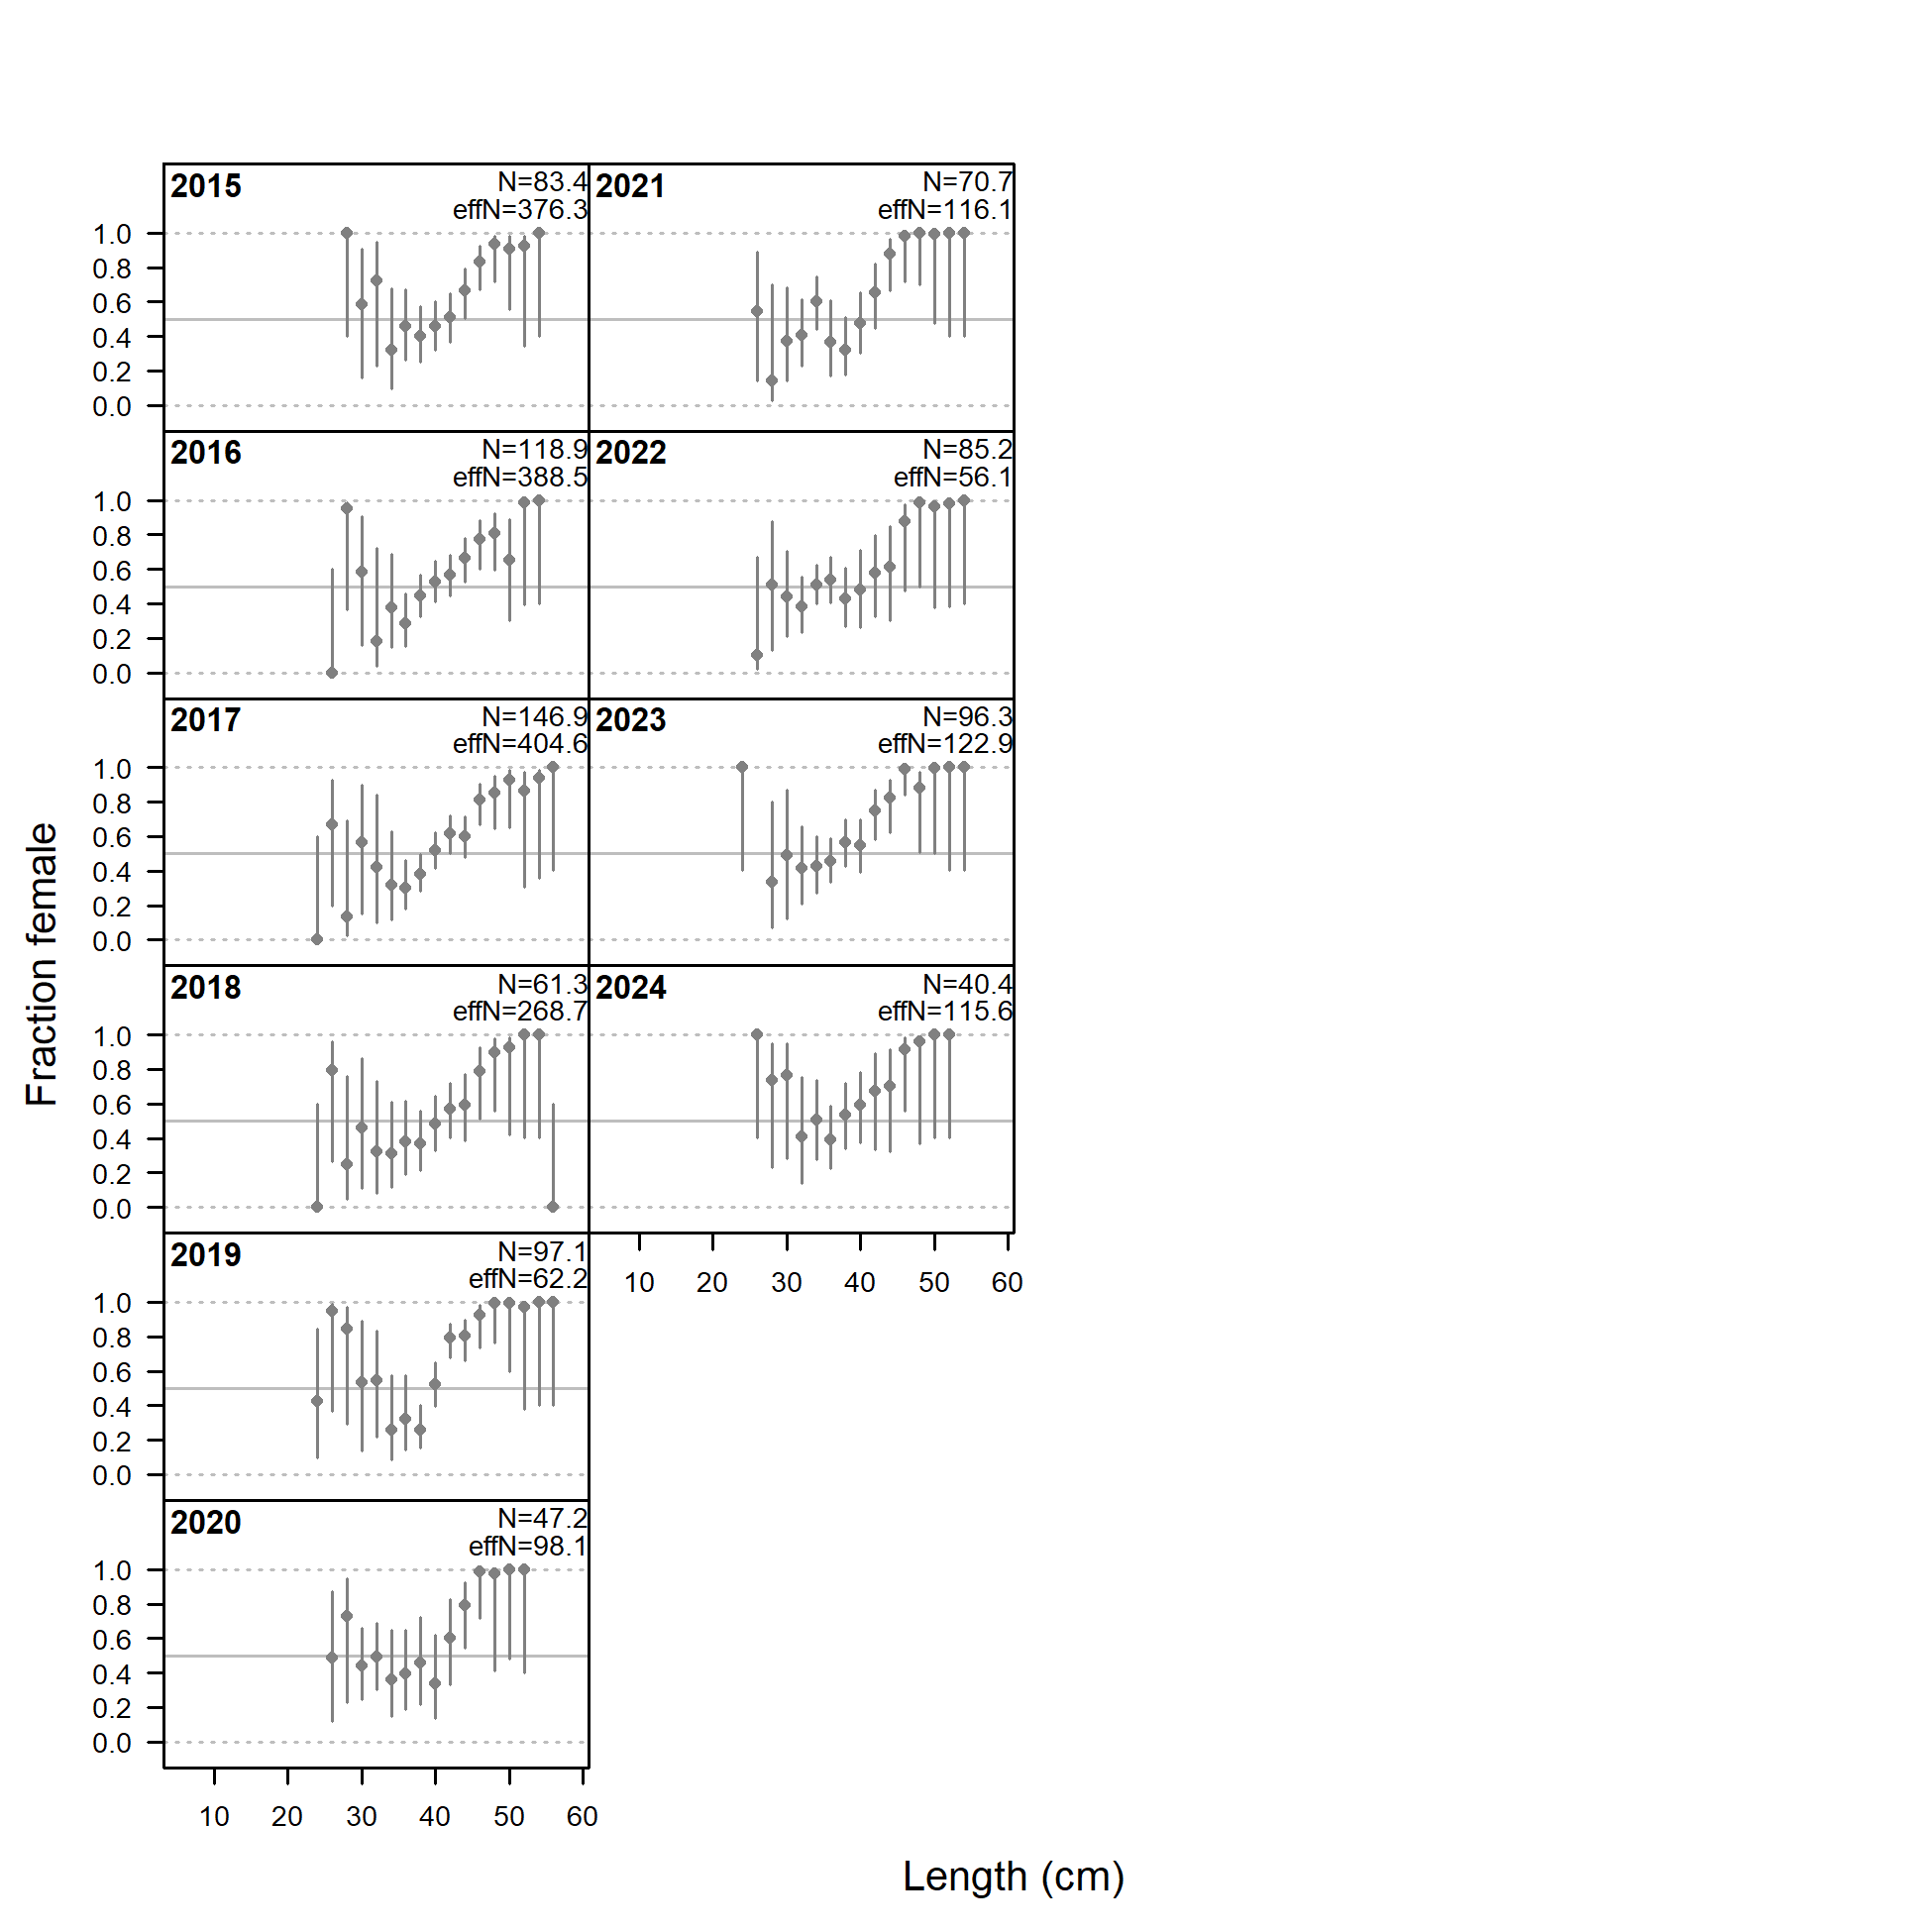 2015
N=83.4
effN=376.3
1.0
0.8
0.6
0.4
0.2
0.0
2016
N=118.9
effN=388.5
1.0
0.8
0.6
0.4
0.2
0.0
2017
N=146.9
effN=404.6
1.0
0.8
0.6
0.4
0.2
0.0
2018
N=61.3
effN=268.7
1.0
0.8
0.6
0.4
0.2
0.0
2019
N=97.1
effN=62.2
1.0
0.8
0.6
0.4
0.2
0.0
2020
N=47.2
effN=98.1
1.0
0.8
0.6
0.4
0.2
0.0
10 20 30 40 50 60
2021
N=70.7
effN=116.1
2022
N=85.2
effN=56.1
2023
N=96.3
effN=122.9
2024
N=40.4
effN=115.6
10 20 30 40 50 60
Fraction female
Length (cm)